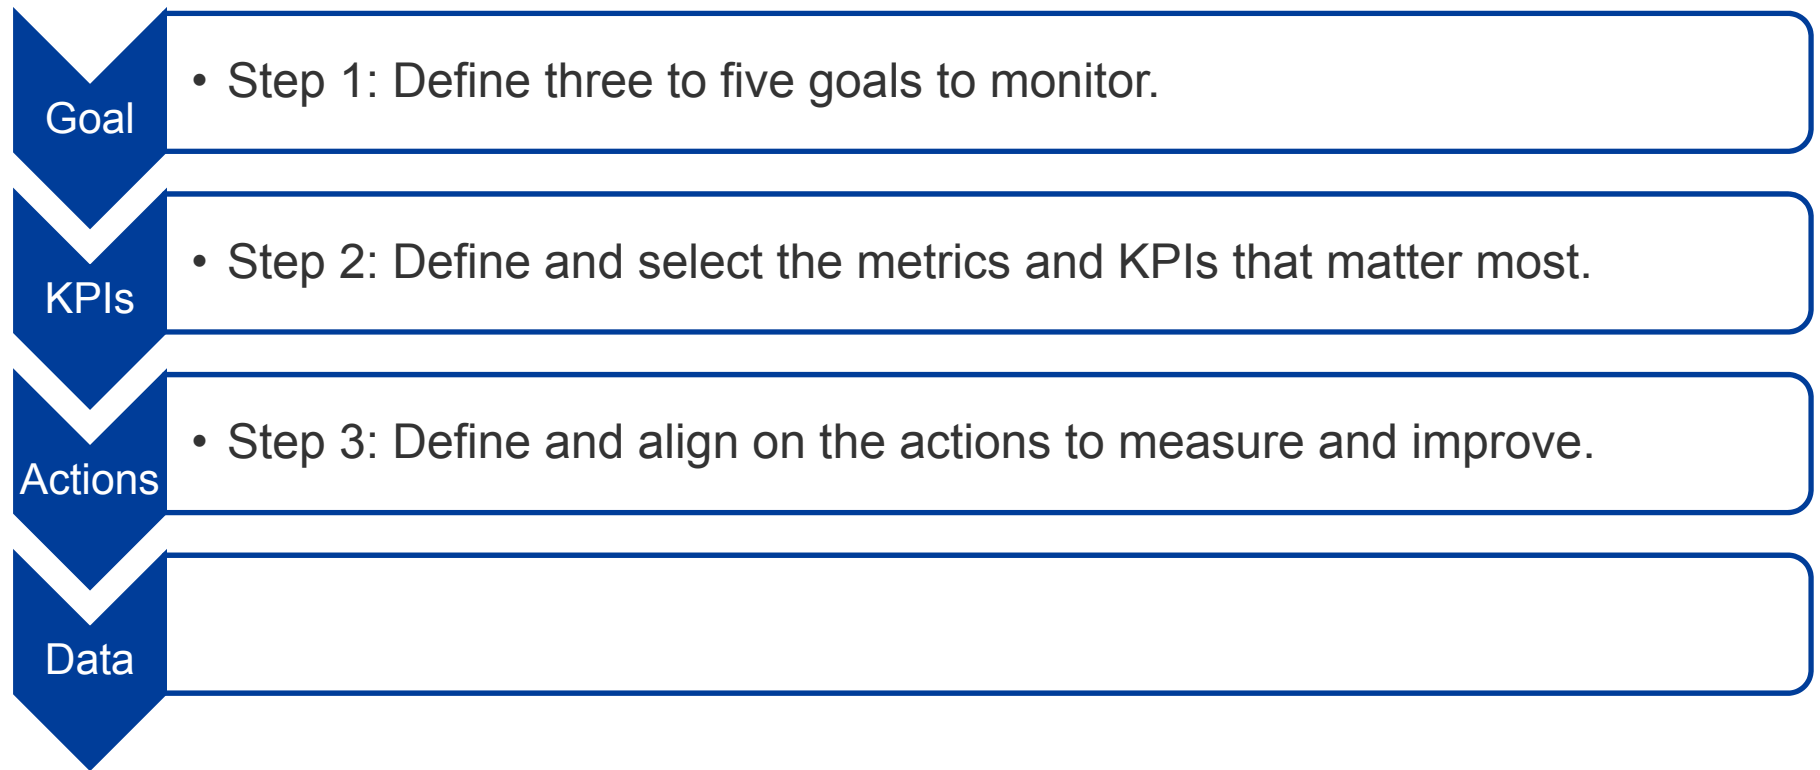 Goal
• Step 1: Define three to five goals to monitor.
KPIs
• Step 2: Define and select the metrics and KPIs that matter most.
Actions
• Step 3: Define and align on the actions to measure and improve.
Data